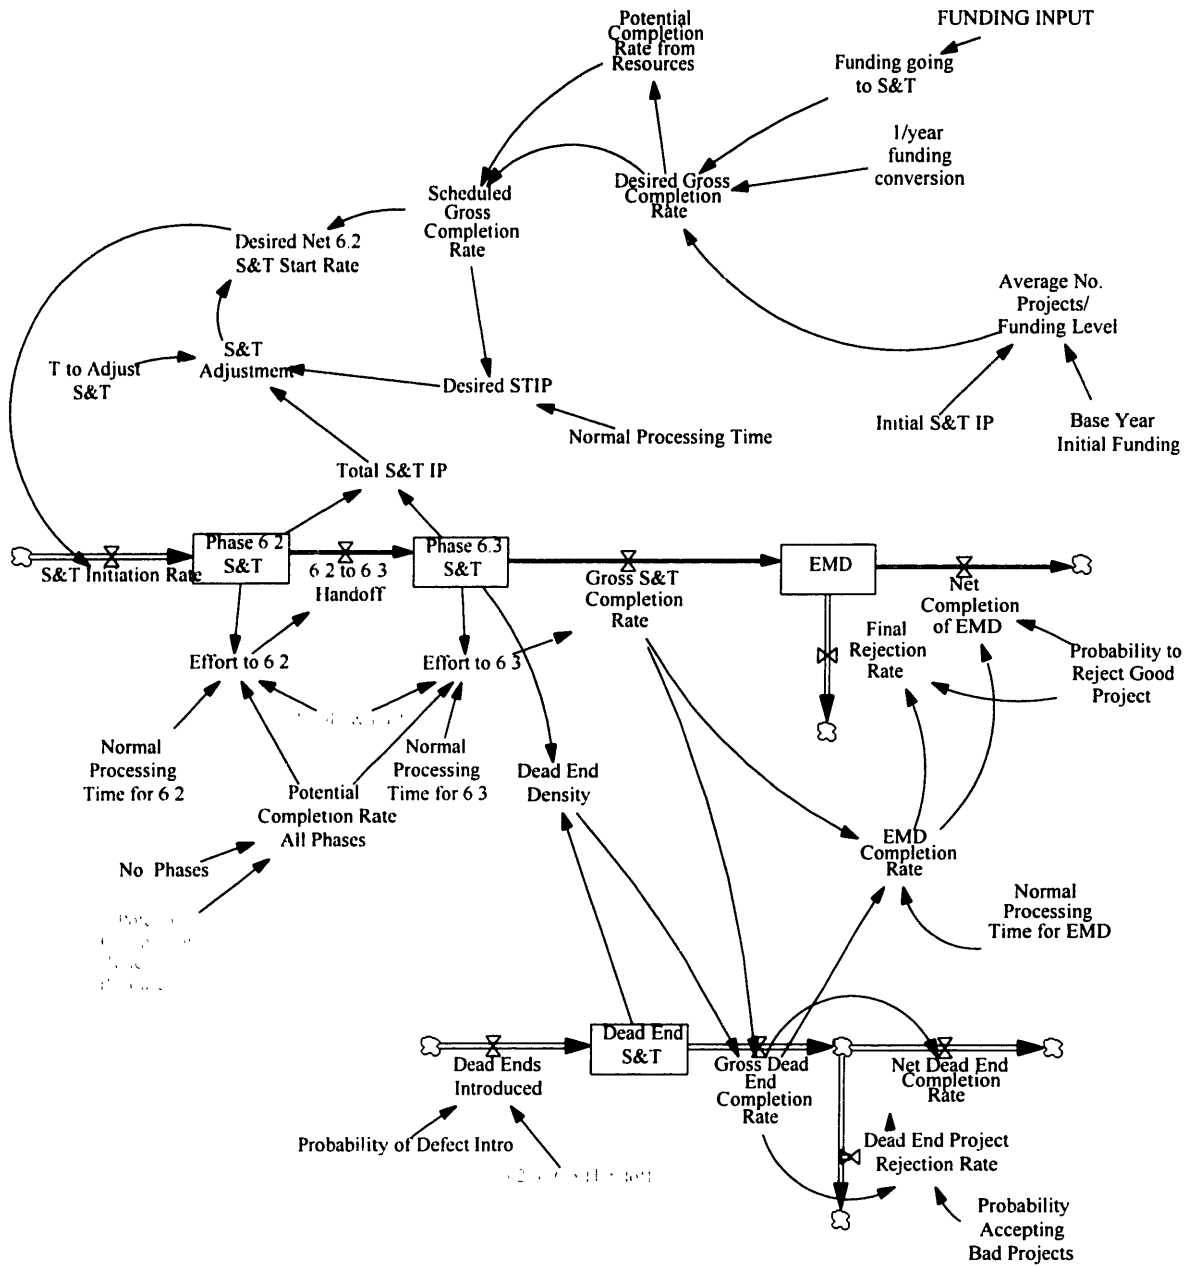 Potential
Completion
Rate from
Resources
FUNDING INPUT
Funding going
to S&T
1/year
funding
conversion
Desired Gross
Completion
Rate
Scheduled
Gross
Completion
Rate
Desired Net 6.2
S&T Start Rate
Average No.
Projects/
Funding Level
S&T
Adjustment
T to Adjust
S&T
Desired STIP
Normal Processing Time
Initial S&T IP
Base Year
Initial Funding
Total S&T IP
Phase 6 2
S&T
Phase 6.3
S&T
EMD
S&T Initiation Rate
6 2 to 6 3
Handoff
Gross S&T
Completion
Rate
Net
Completion
of EMD
Final
Rejection
Rate
Probability to
Reject Good
Project
Effort to 6 2
Effort to 6 3
Normal
Processing
Time for 6 2
Normal
Processing
Time for 6 3
Potential
Completion Rate
All Phases
Dead End
Density
No Phases
EMD
Completion
Rate
Normal
Processing
Time for EMD
Dead End
S&T
Dead Ends
Introduced
Gross Dead
End
Completion
Rate
Net Dead End
Completion
Rate
Probability of Defect Intro
Dead End Project
Rejection Rate
Probability
Accepting
Bad Projects